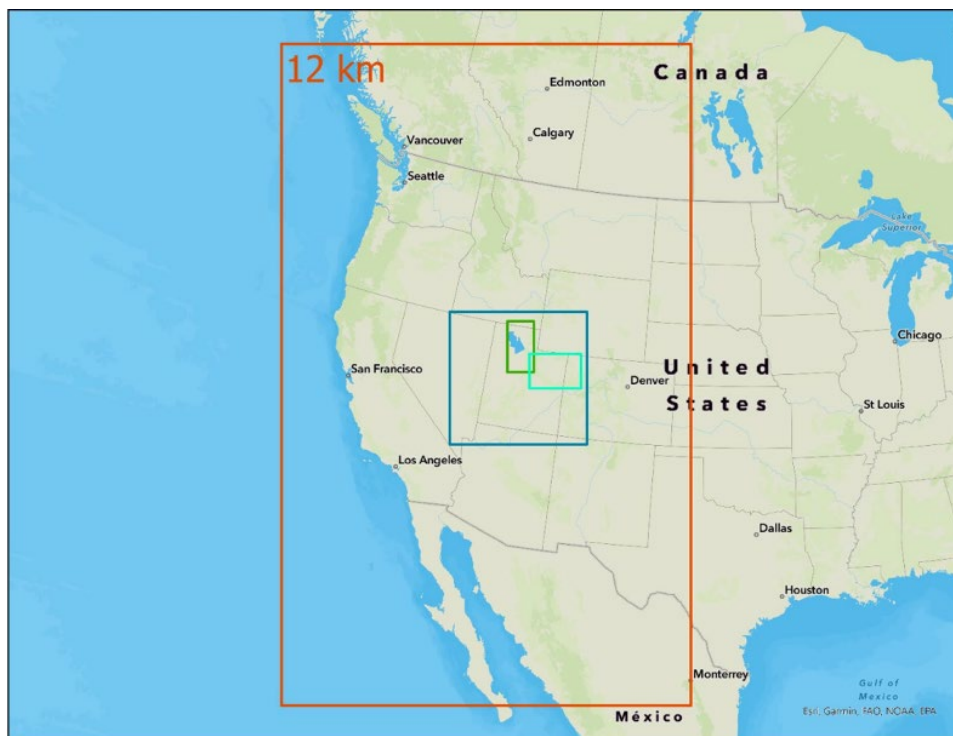 12 km
Edmonton
Canada
Calgary
Vancouver
Seattle
Lake
Superior
Chicago
San Francisco
Denver
United
States
St Louis
Los Angeles
Dallas
Houston
Monterrey
Gulf of
Mexico
México
Esri, Garmin, FAO, NOAA, EPA